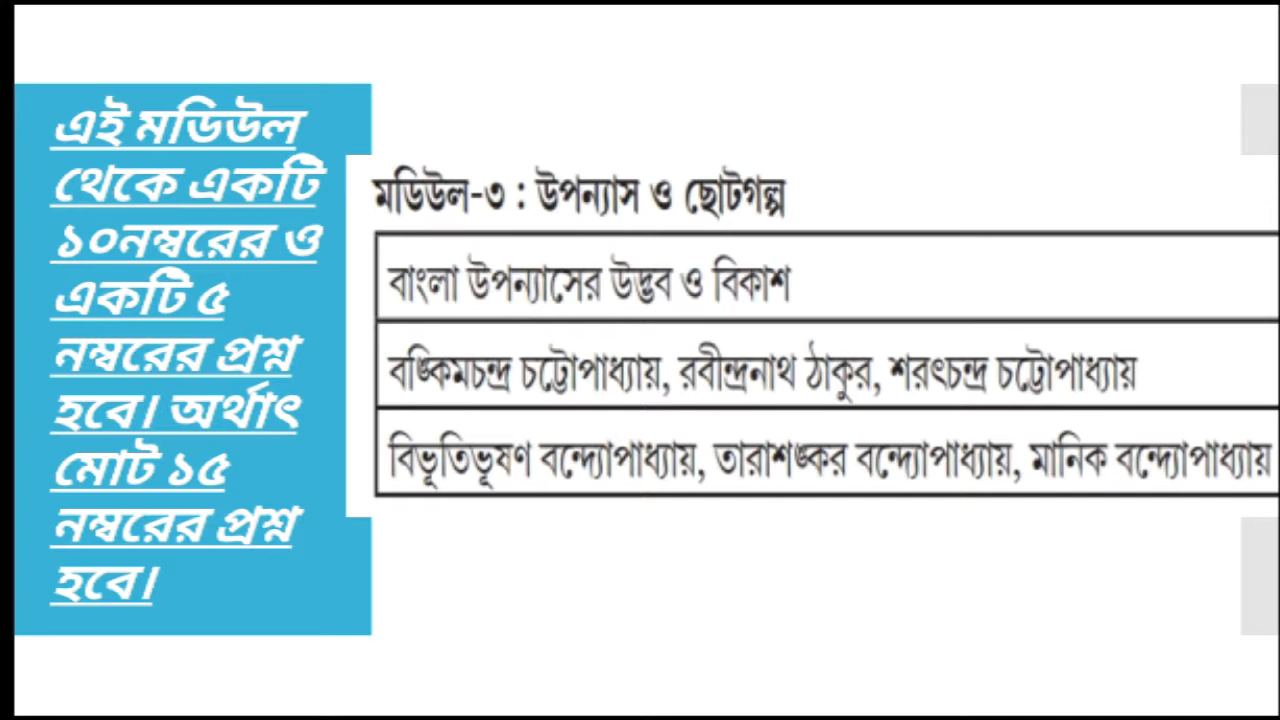 এই মডিউল
থেকে একটি
১০নম্বরের ও
একটি ৫
নম্বরের প্রশ্ন
হবে। অর্থাৎ
মোট ১৫
নম্বরের প্রশ্ন
হবে।
মডিউল-৩ : উপন্যাস ও ছোটগল্প
বাংলা উপন্যাসের উদ্ভব ও বিকাশ
বঙ্কিমচন্দ্র চট্টোপাধ্যায়, রবীন্দ্রনাথ ঠাকুর, শরৎচন্দ্র চট্টোপাধ্যায়
বিভূতিভূষণ বন্দ্যোপাধ্যায়, তারাশঙ্কর বন্দ্যোপাধ্যায়, মানিক বন্দ্যোপাধ্যায়